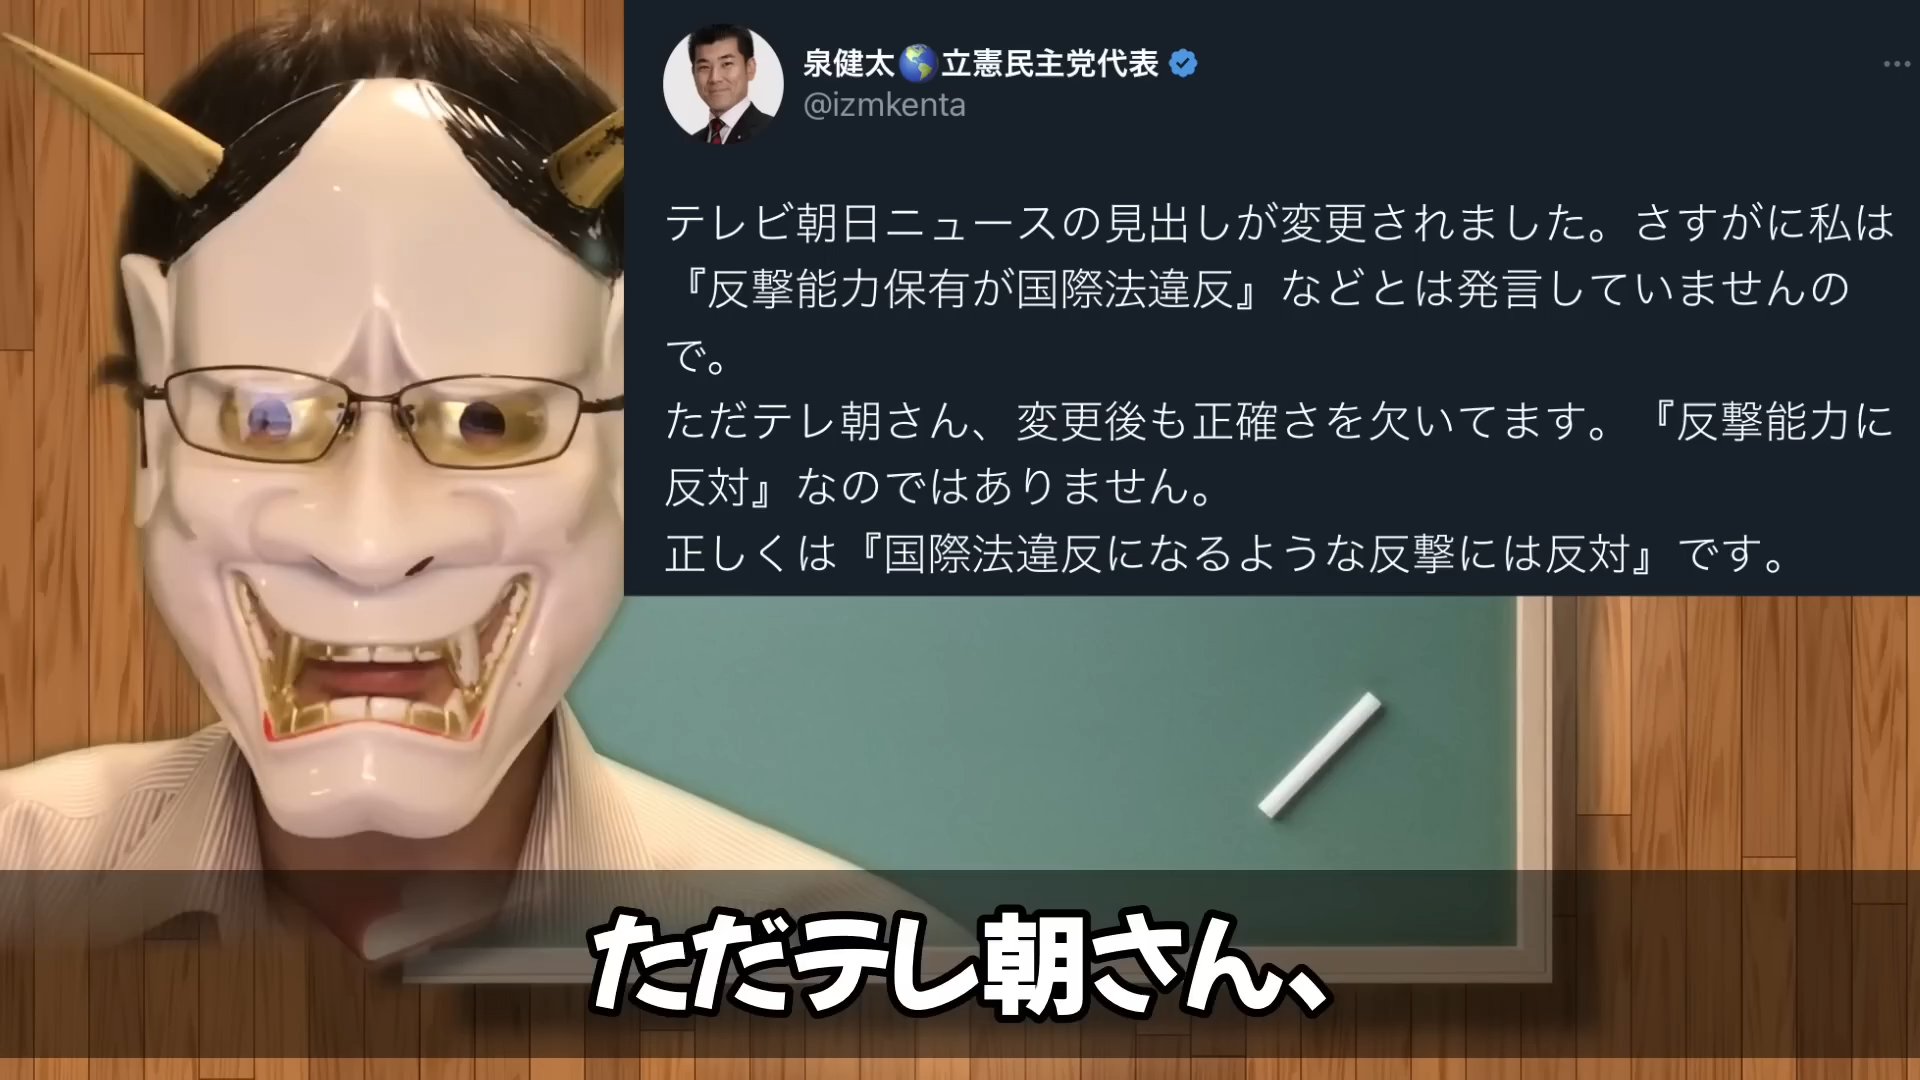 泉健太🌎立憲民主党代表
@izmkenta
テレビ朝日ニュースの見出しが変更されました。さすがに私は
『反撃能力保有が国際法違反』などとは発言していませんの
で。
ただテレ朝さん、変更後も正確さを欠いてます。『反撃能力に
反対』なのではありません。
正しくは『国際法違反になるような反撃には反対』です。
ただテレ朝さん、